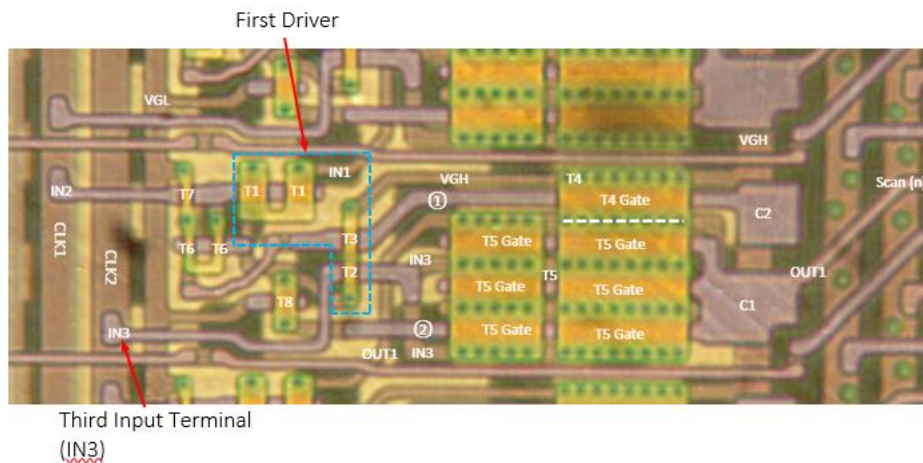 First Driver
VGL
VGH
IN1
IN2
T7
T1
T1
VGH
T4
T4 Gate
①
C2
Scan (n
CLK1
T6
T6
T3
T5 Gate
T5 Gate
CLK2
T2
IN3
T5
OUT1
T8
T5 Gate
T5 Gate
C1
IN3
②
T5 Gate
T5 Gate
OUT1
IN3
Third Input Terminal
(IN3)